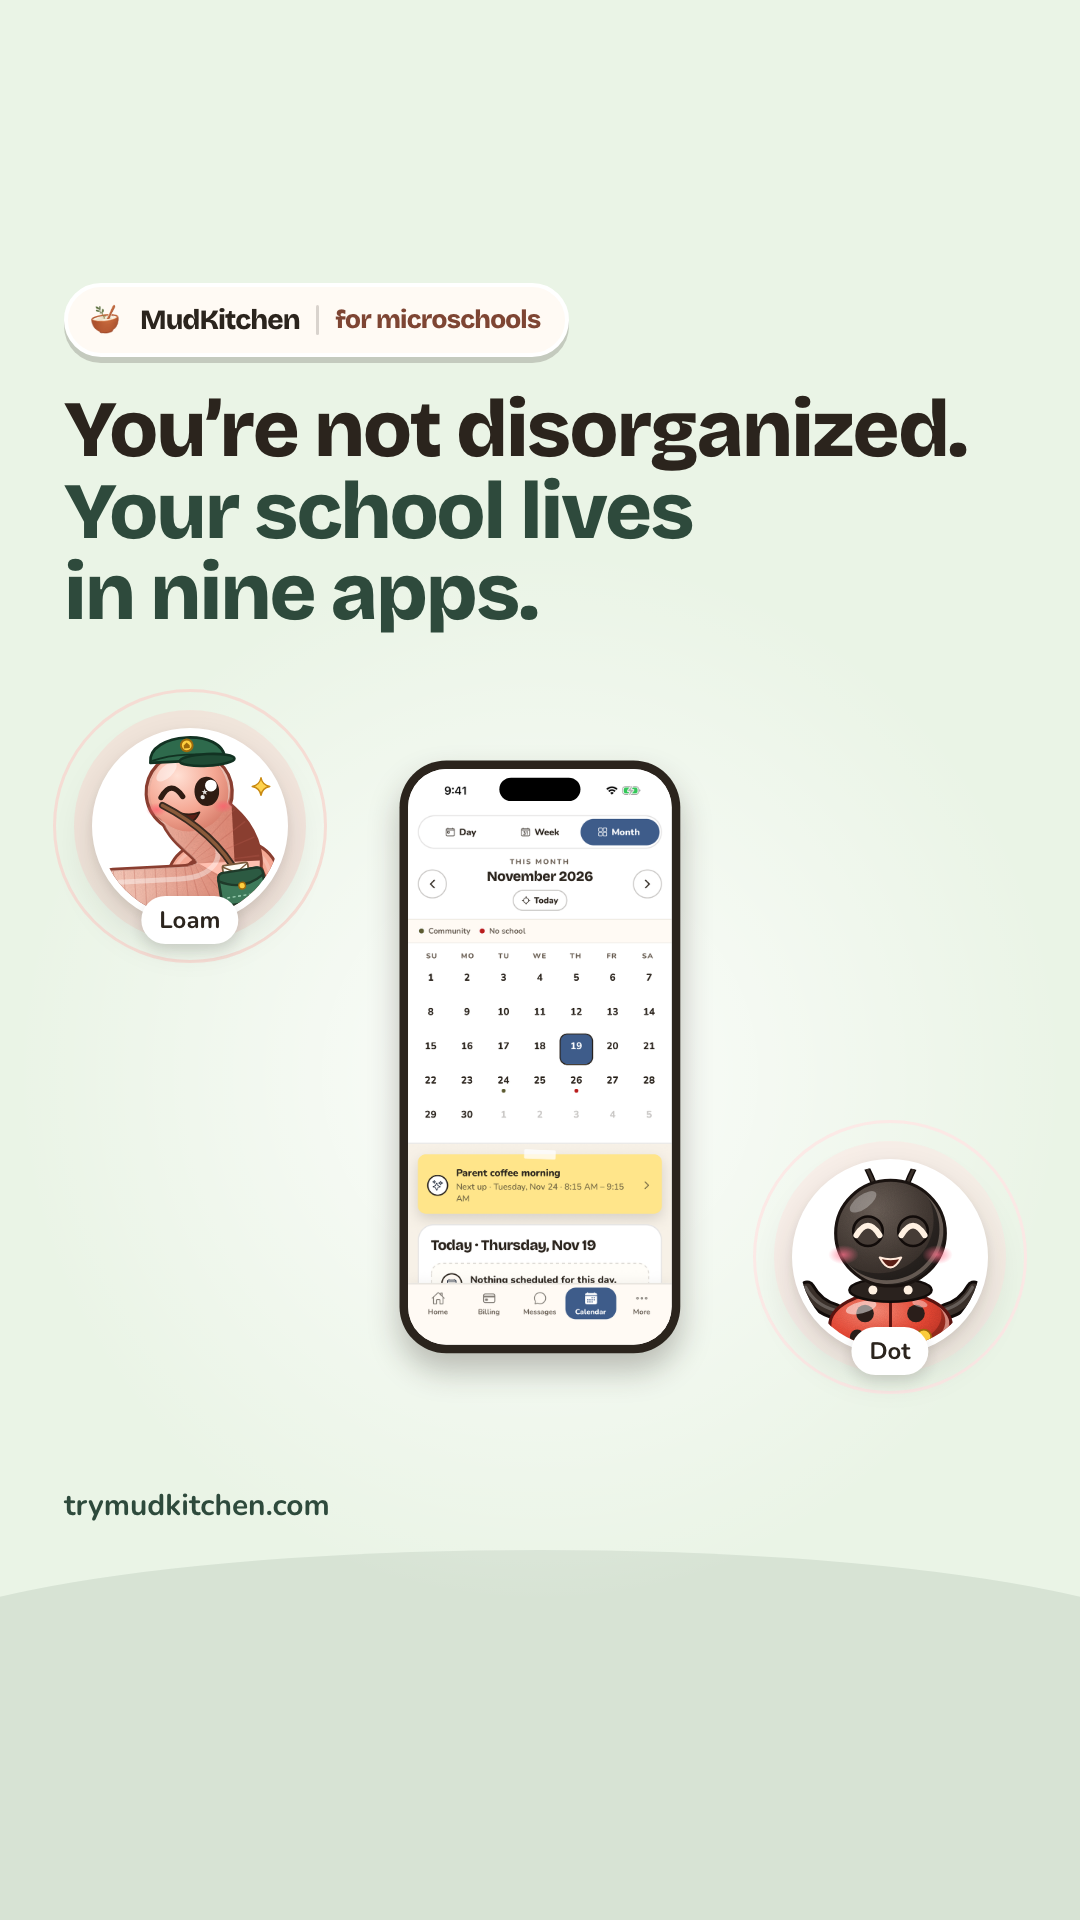 MudKitchen | for microschools
You're not disorganized.
Your school lives
in nine apps.
Loam
9:41
Day Week Month
THIS MONTH
November 2026
Today
Community No school
SU MO TU WE TH FR SA
1 2 3 4 5 6 7
8 9 10 11 12 13 14
15 16 17 18 19 20 21
22 23 24 25 26 27 28
29 30 1 2 3 4 5
Parent coffee morning
Next up · Tuesday, Nov 24 · 8:15 AM – 9:15
AM
Today · Thursday, Nov 19
Nothing scheduled for this day.
Home Billing Messages Calendar More
Dot
trymudkitchen.com